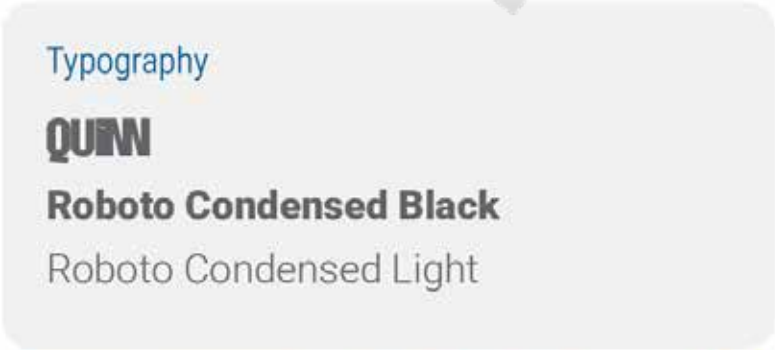 Typography
QUINN
Roboto Condensed Black
Roboto Condensed Light